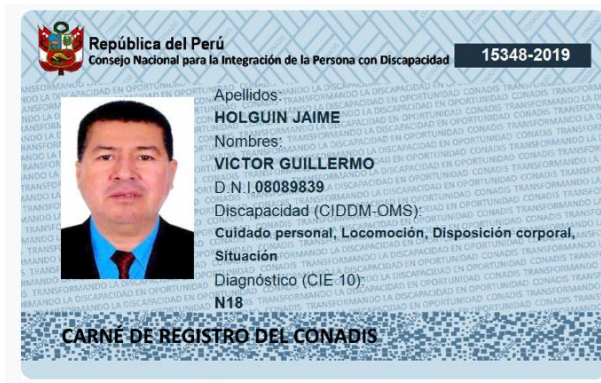 República del Perú
Consejo Nacional para la Integración de la Persona con Discapacidad
15348-2019
Apellidos:
HOLGUIN JAIME
Nombres:
VICTOR GUILLERMO
D.N.I.08089839
Discapacidad (CIDDM-OMS):
Cuidado personal, Locomoción, Disposición corporal,
Situación
Diagnóstico (CIE 10):
N18
CARNÉ DE REGISTRO DEL CONADIS